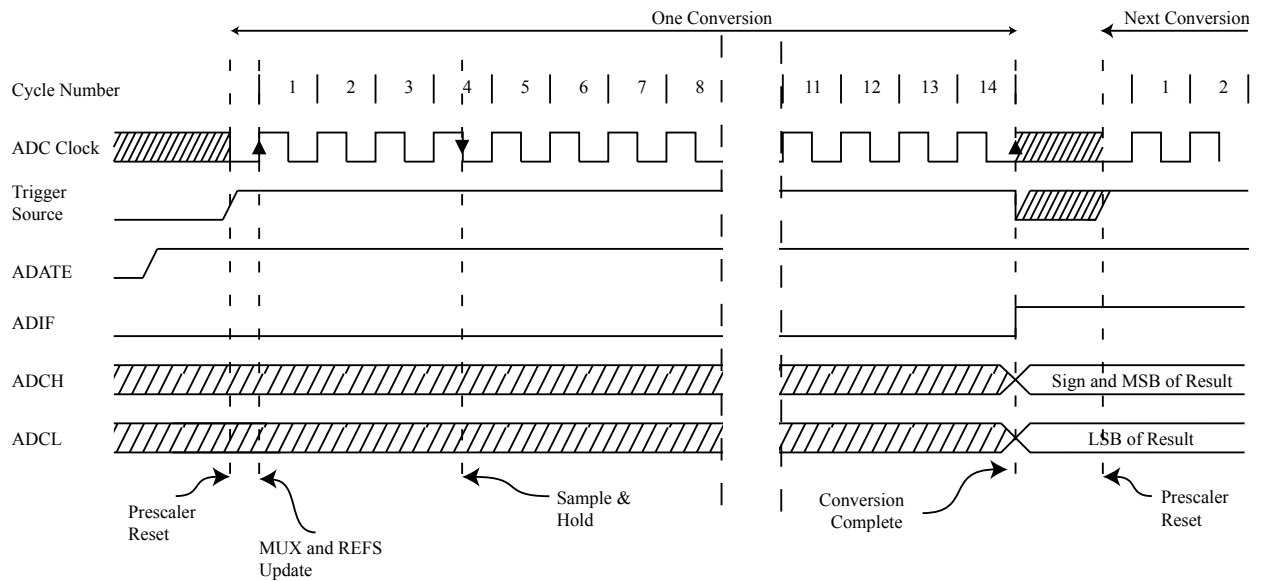 One Conversion
Next Conversion
Cycle Number
1 2 3 4 5 6 7 8 11 12 13 14 1 2
ADC Clock
Trigger
Source
ADATE
ADIF
ADCH
Sign and MSB of Result
ADCL
LSB of Result
Prescaler
Reset
MUX and REFS
Update
Sample &
Hold
Conversion
Complete
Prescaler
Reset